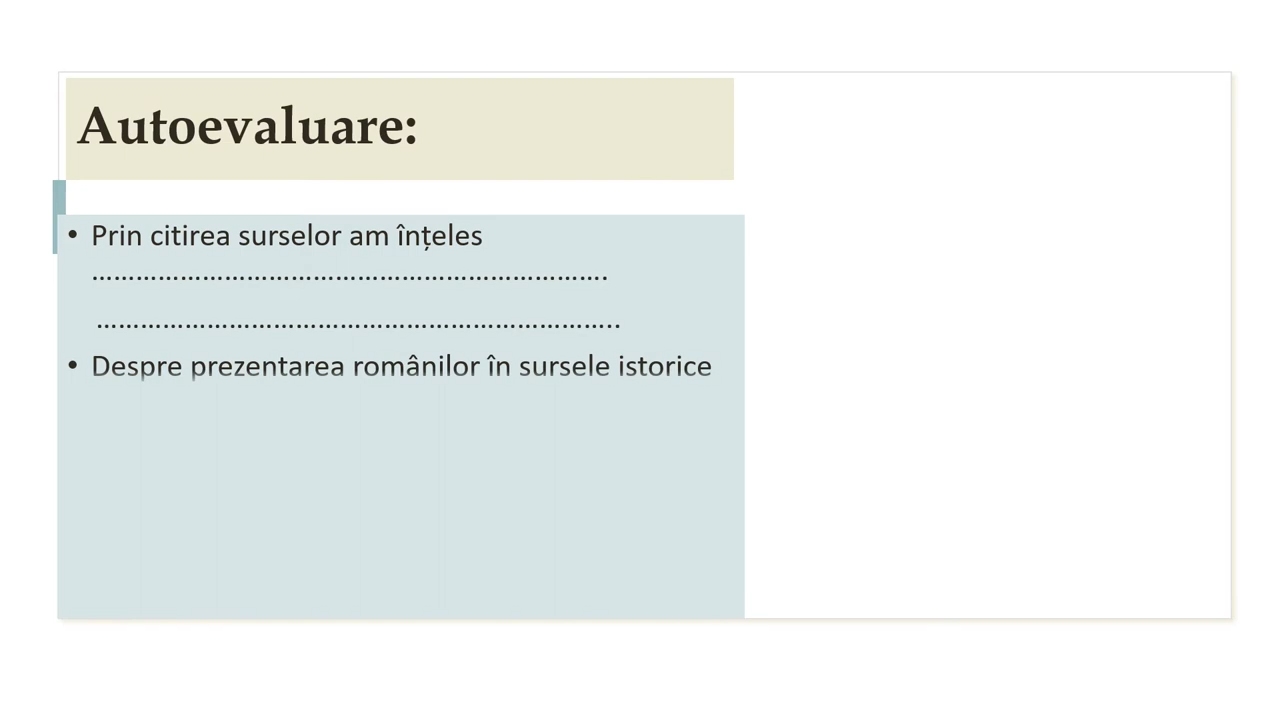 Autoevaluare:
• Prin citirea surselor am înțeles
…………………………………………………………….
……………………………………………………………..
• Despre prezentarea românilor în sursele istorice